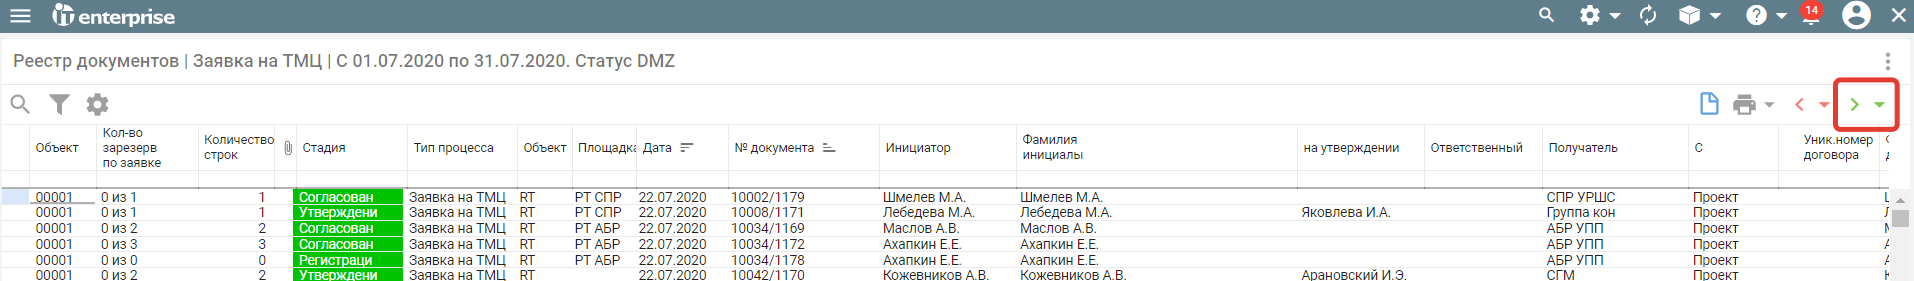 iT enterprise
14
Реестр документов | Заявка на ТМЦ | С 01.07.2020 по 31.07.2020. Статус DMZ
Объект Кол-во зарезерв по заявке Количество строк Стадия Тип процесса Объект Площадка Дата № документа Инициатор Фамилия инициалы на утверждении Ответственный Получатель С Уник.номер договора
00001 0 из 1 1 Согласован Заявка на ТМЦ RT РТ СПР 22.07.2020 10002/1179 Шмелев М.А. Шмелев М.А. СПР УРШС Проект
00001 0 из 1 1 Утверждени Заявка на ТМЦ RT РТ СПР 22.07.2020 10008/1171 Лебедева М.А. Лебедева М.А. Яковлева И.А. Группа кон Проект
00001 0 из 2 2 Согласован Заявка на ТМЦ RT РТ АБР 22.07.2020 10034/1169 Маслов А.В. Маслов А.В. АБР УПП Проект
00001 0 из 3 3 Согласован Заявка на ТМЦ RT РТ АБР 22.07.2020 10034/1172 Ахапкин Е.Е. Ахапкин Е.Е. АБР УПП Проект
00001 0 из 0 0 Регистраци Заявка на ТМЦ RT РТ АБР 22.07.2020 10034/1178 Ахапкин Е.Е. Ахапкин Е.Е. АБР УПП Проект
00001 0 из 2 2 Утверждени Заявка на ТМЦ RT 22.07.2020 10042/1170 Кожевников А.В. Кожевников А.В. Арановский И.Э. СГМ Проект